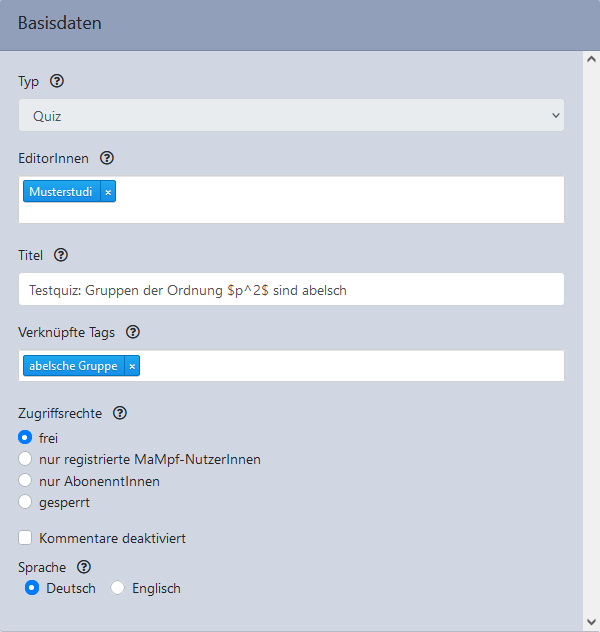 Basisdaten
Typ ?
Quiz
EditorInnen ?
Musterstudi ×
Titel ?
Testquiz: Gruppen der Ordnung $p^2$ sind abelsch
Verknüpfte Tags ?
abelsche Gruppe ×
Zugriffsrechte ?
frei
nur registrierte MaMpf-NutzerInnen
nur AbonnentInnen
gesperrt
Kommentare deaktiviert
Sprache ?
Deutsch Englisch